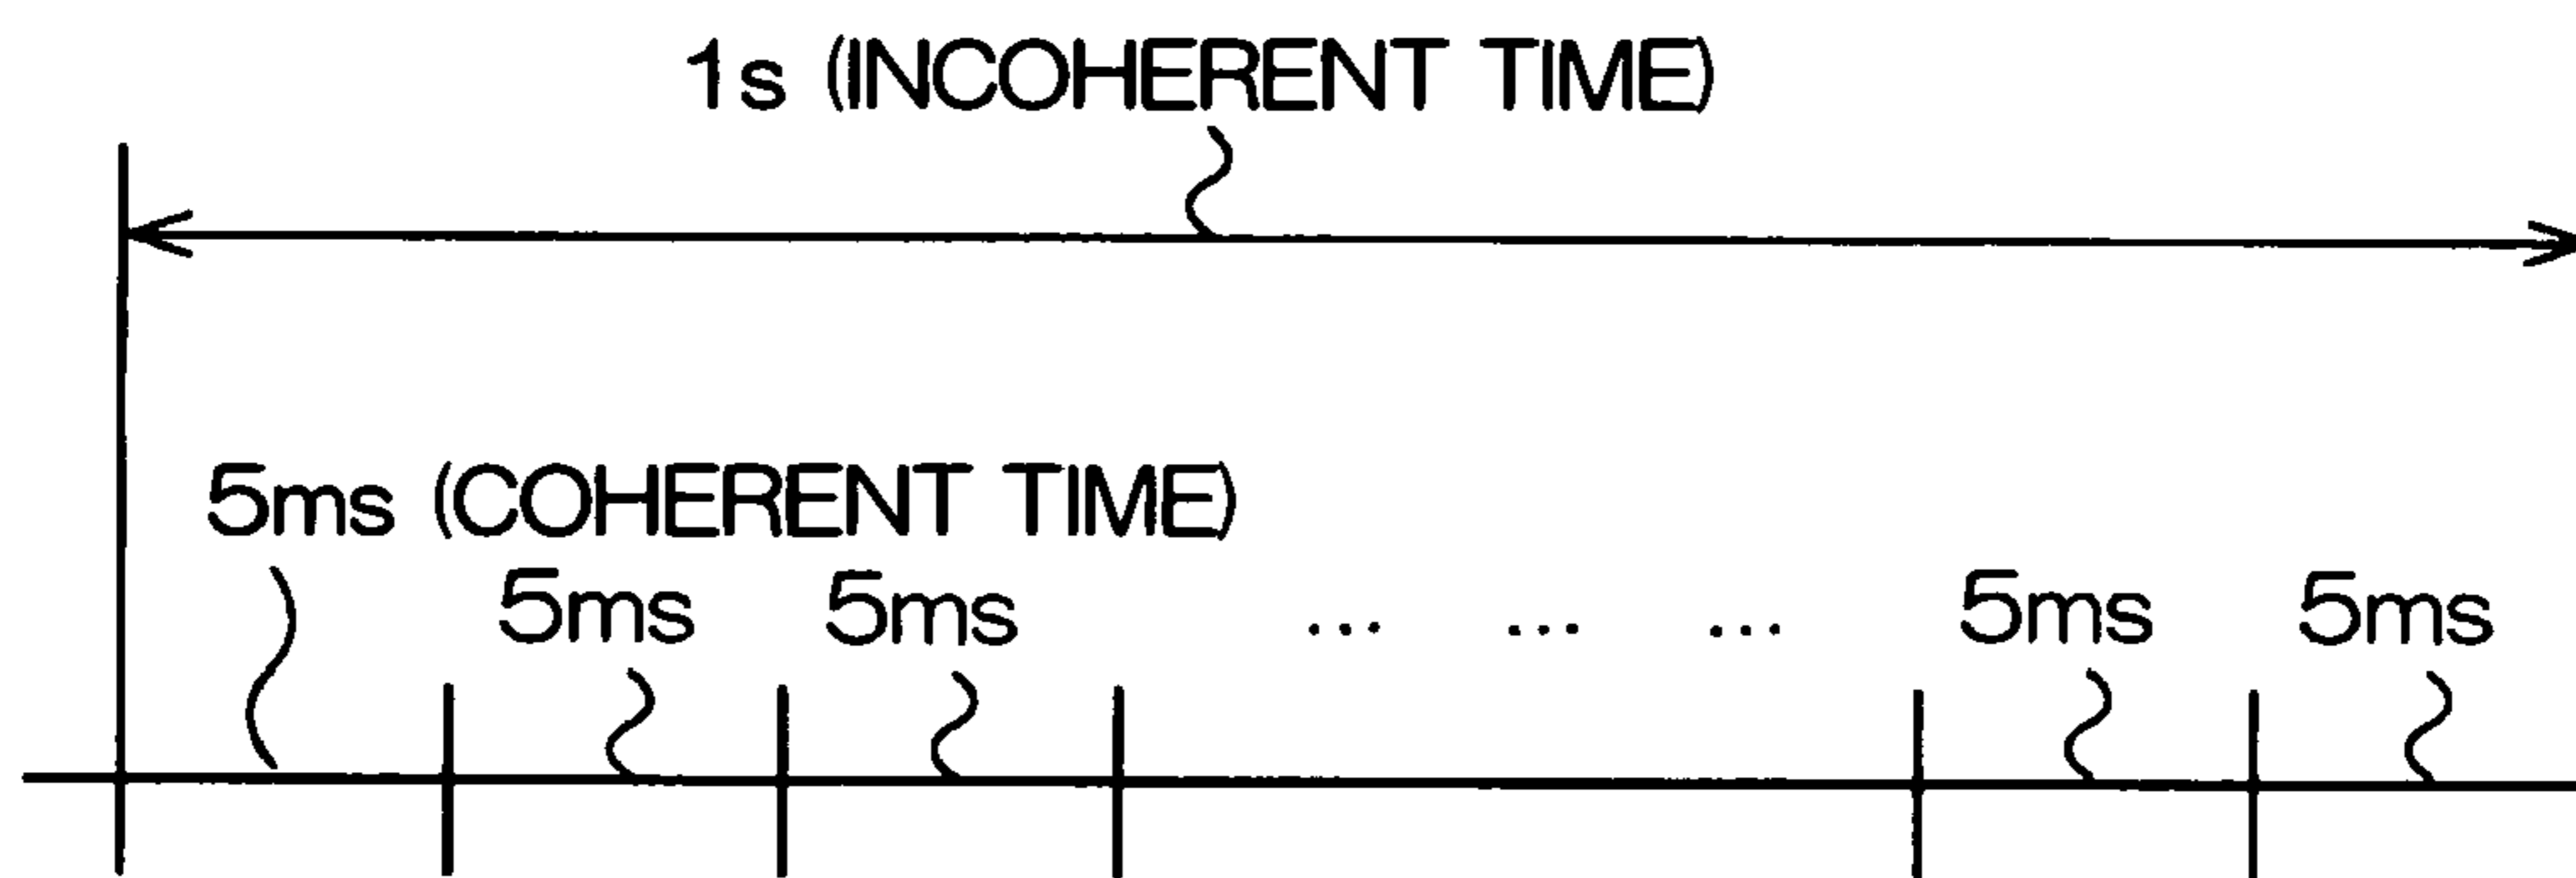 1s (INCOHERENT TIME)
5ms (COHERENT TIME)
5ms 5ms ... ... ... 5ms 5ms